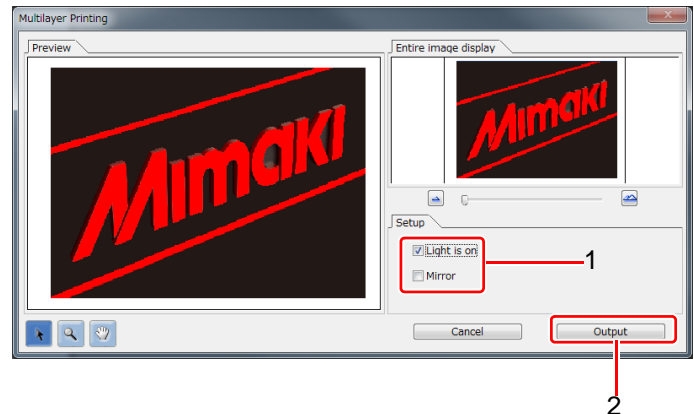 Multilayer Printing
Preview
Mimaki
Entire image display
Mimaki
Setup
Light is on
1
Mirror
Cancel
Output
2